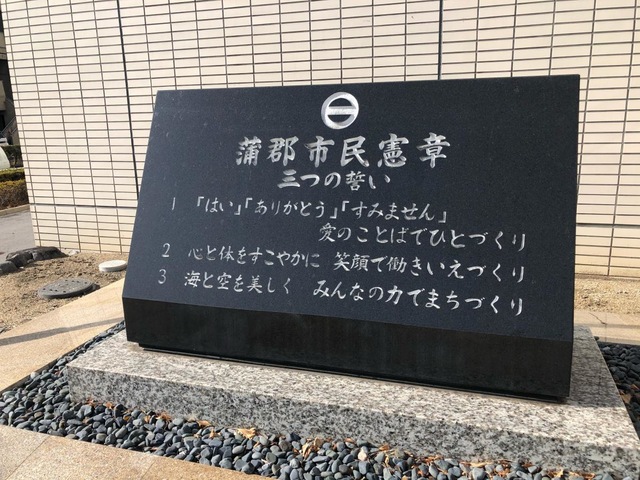 蒲郡市民憲章
三つの誓い
1 「はい」「ありがとう」「すみません」
愛のことばでひとづくり
2 心と体をすこやかに 笑顔で働きいえづくり
3 海と空を美しく みんなの力でまちづくり